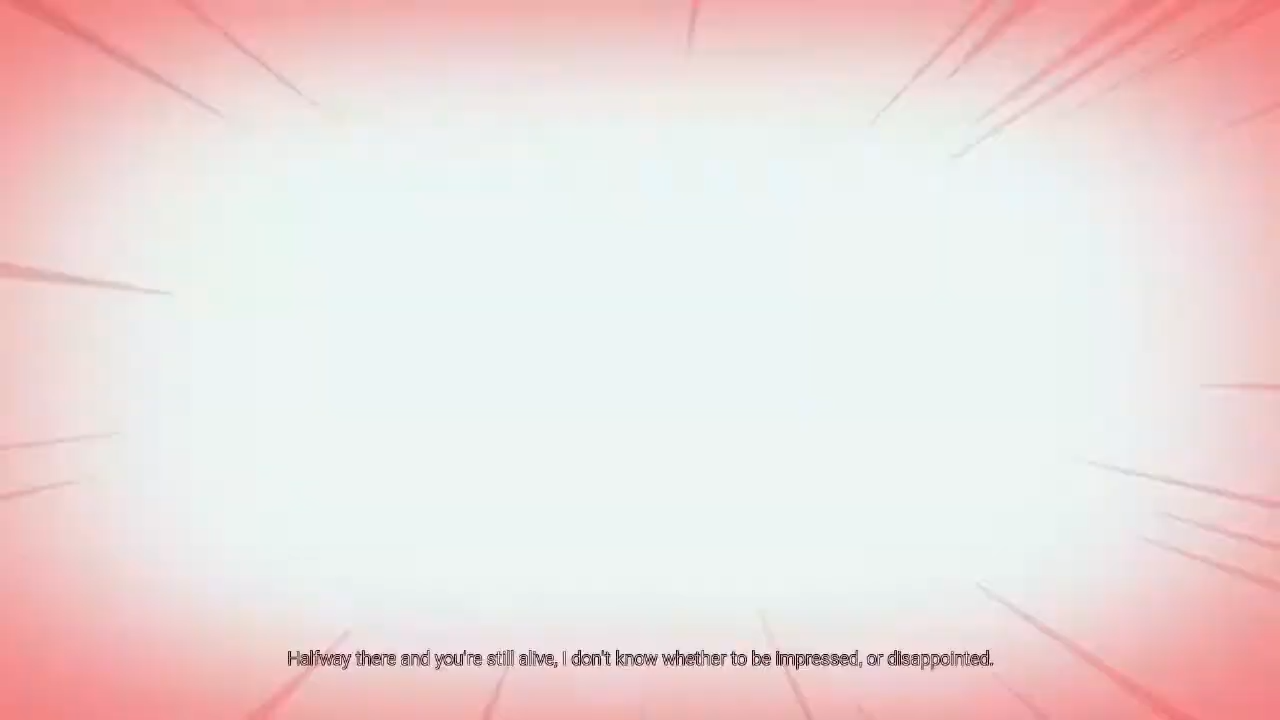 Halfway there and you're still alive, I don't know whether to be impressed, or disappointed.